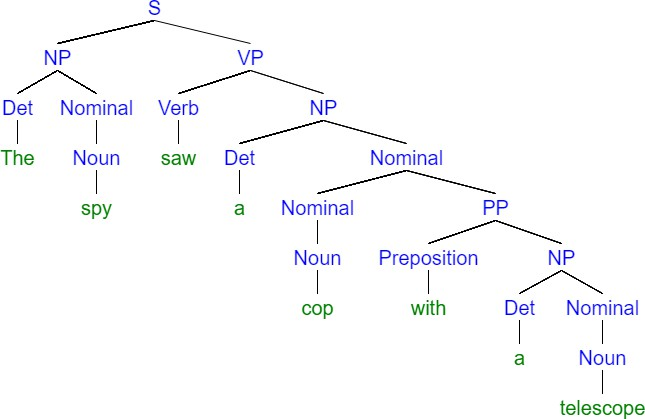 S
NP VP
Det Nominal Verb NP
The Noun saw Det Nominal
spy a Nominal PP
Noun Preposition NP
cop with Det Nominal
a Noun
telescope